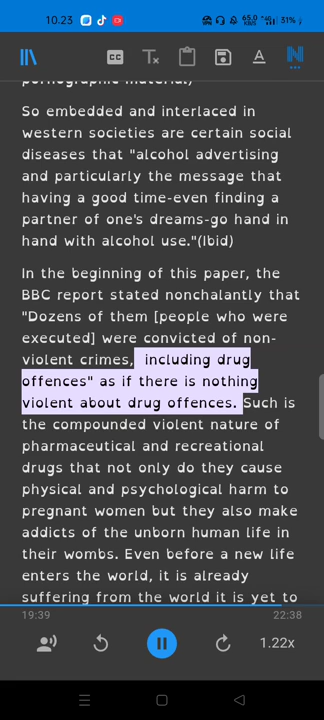 10.23
65.0 KB/S
31%
CC
pornographic material)
So embedded and interlaced in
western societies are certain social
diseases that "alcohol advertising
and particularly the message that
having a good time-even finding a
partner of one's dreams-go hand in
hand with alcohol use."(Ibid)
In the beginning of this paper, the
BBC report stated nonchalantly that
"Dozens of them [people who were
executed] were convicted of non-
violent crimes, including drug
offences" as if there is nothing
violent about drug offences. Such is
the compounded violent nature of
pharmaceutical and recreational
drugs that not only do they cause
physical and psychological harm to
pregnant women but they also make
addicts of the unborn human life in
their wombs. Even before a new life
enters the world, it is already
suffering from the world it is yet to
19:39
22:38
1.22x